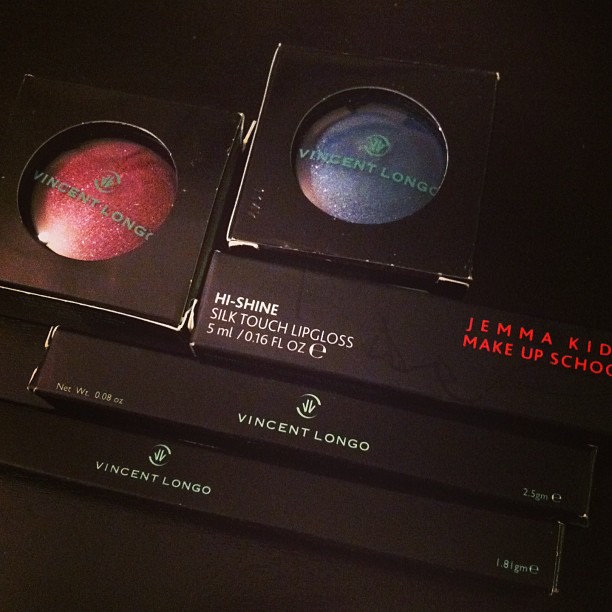 VINCENT LONGO
VINCENT LONGO
HI-SHINE
SILK TOUCH LIPGLOSS
5 ml / 0.16 FL OZ ℮
JEMMA KID
MAKE UP SCHOO
Net Wt. 0.08 oz
VINCENT LONGO
2.5gm ℮
VINCENT LONGO
1.81gm ℮